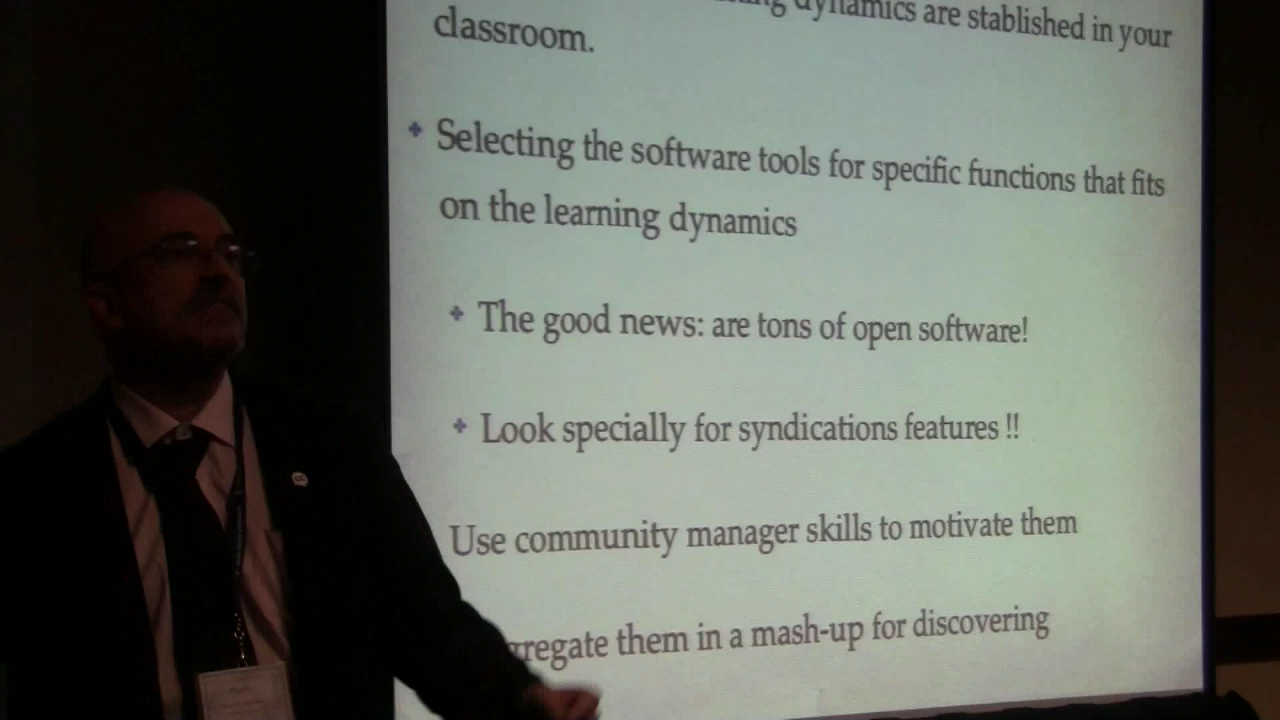 dynamics are stablished in your
classroom.
Selecting the software tools for specific functions that fits
on the learning dynamics
The good news: are tons of open software!
Look specially for syndications features !!
Use community manager skills to motivate them
them in a mash-up for discovering
cc